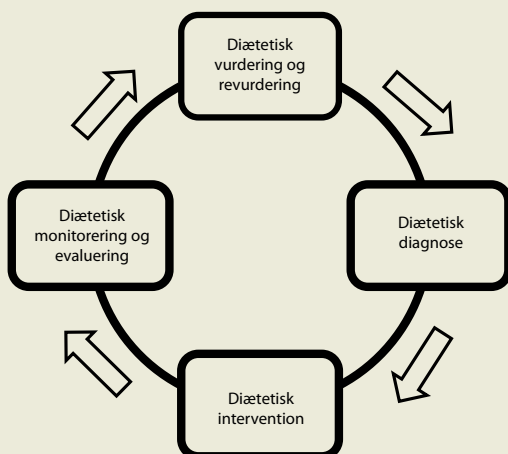 Diætetisk
vurdering og
revurdering
Diætetisk
diagnose
Diætetisk
intervention
Diætetisk
monitorering og
evaluering